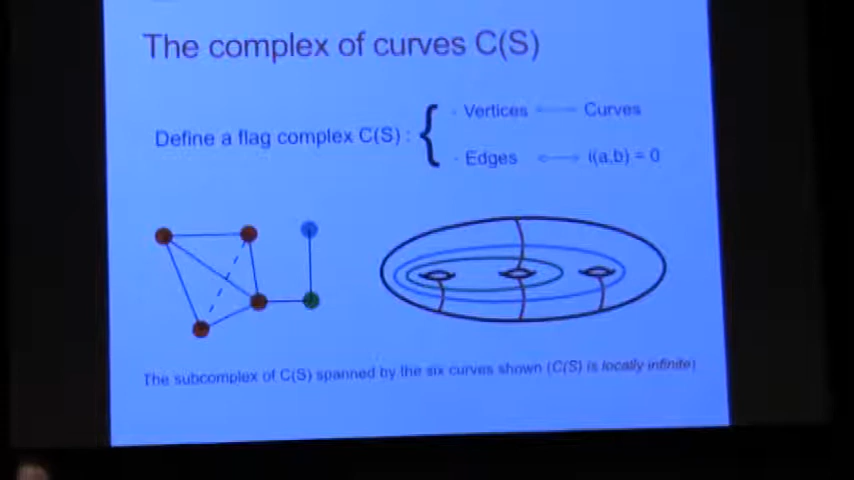 The complex of curves C(S)
Define a flag complex C(S) : {
· Vertices ⟷ Curves
· Edges ⟷ i(a,b) = 0
The subcomplex of C(S) spanned by the six curves shown (C(S) is locally infinite)